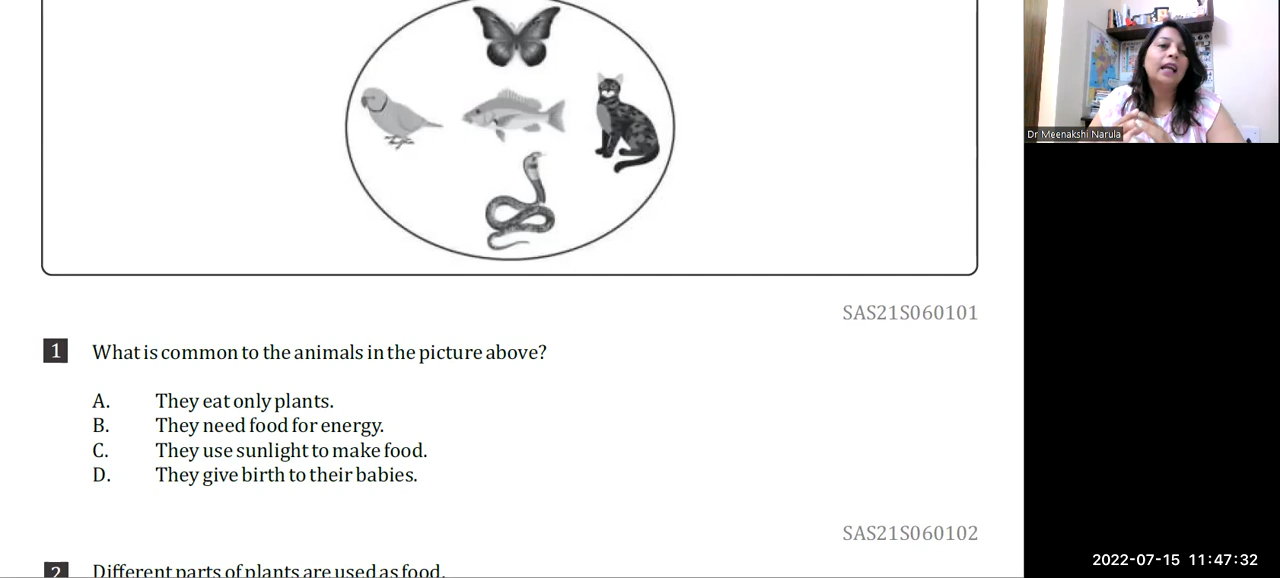 Dr Meenakshi Narula
SAS21S060101
1 What is common to the animals in the picture above?
A. They eat only plants.
B. They need food for energy.
C. They use sunlight to make food.
D. They give birth to their babies.
SAS21S060102
2 Different parts of plants are used as food.
2022-07-15 11:47:32